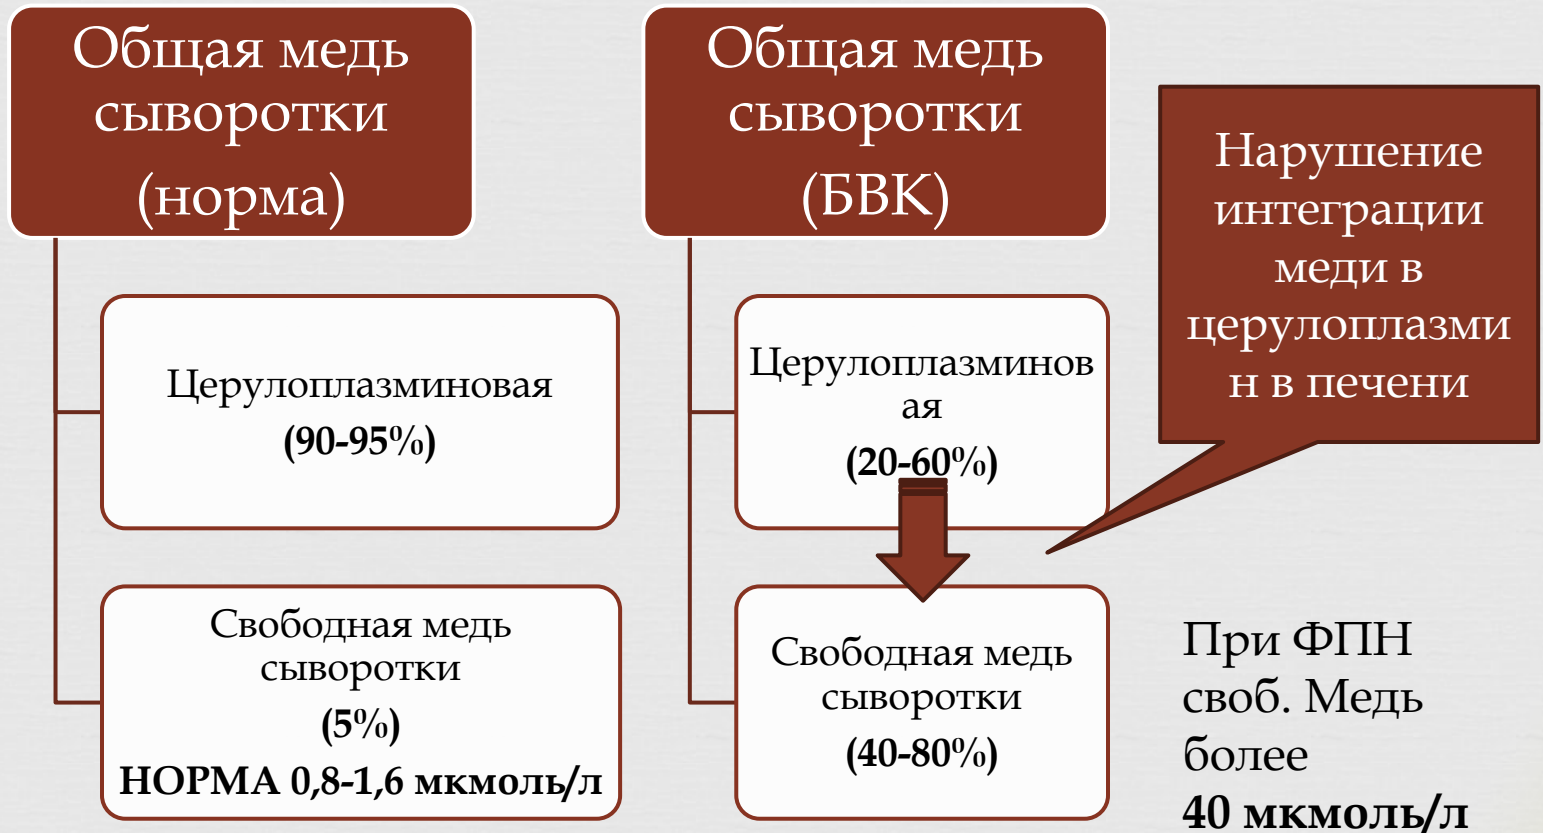 Общая медь
сыворотки
(норма)
Церулоплазминовая
(90-95%)
Свободная медь
сыворотки
(5%)
НОРМА 0,8-1,6 мкмоль/л
Общая медь
сыворотки
(БВК)
Церулоплазминов
ая
(20-60%)
Свободная медь
сыворотки
(40-80%)
Нарушение
интеграции
меди в
церулоплазми
н в печени
При ФПН
своб. Медь
более
40 мкмоль/л